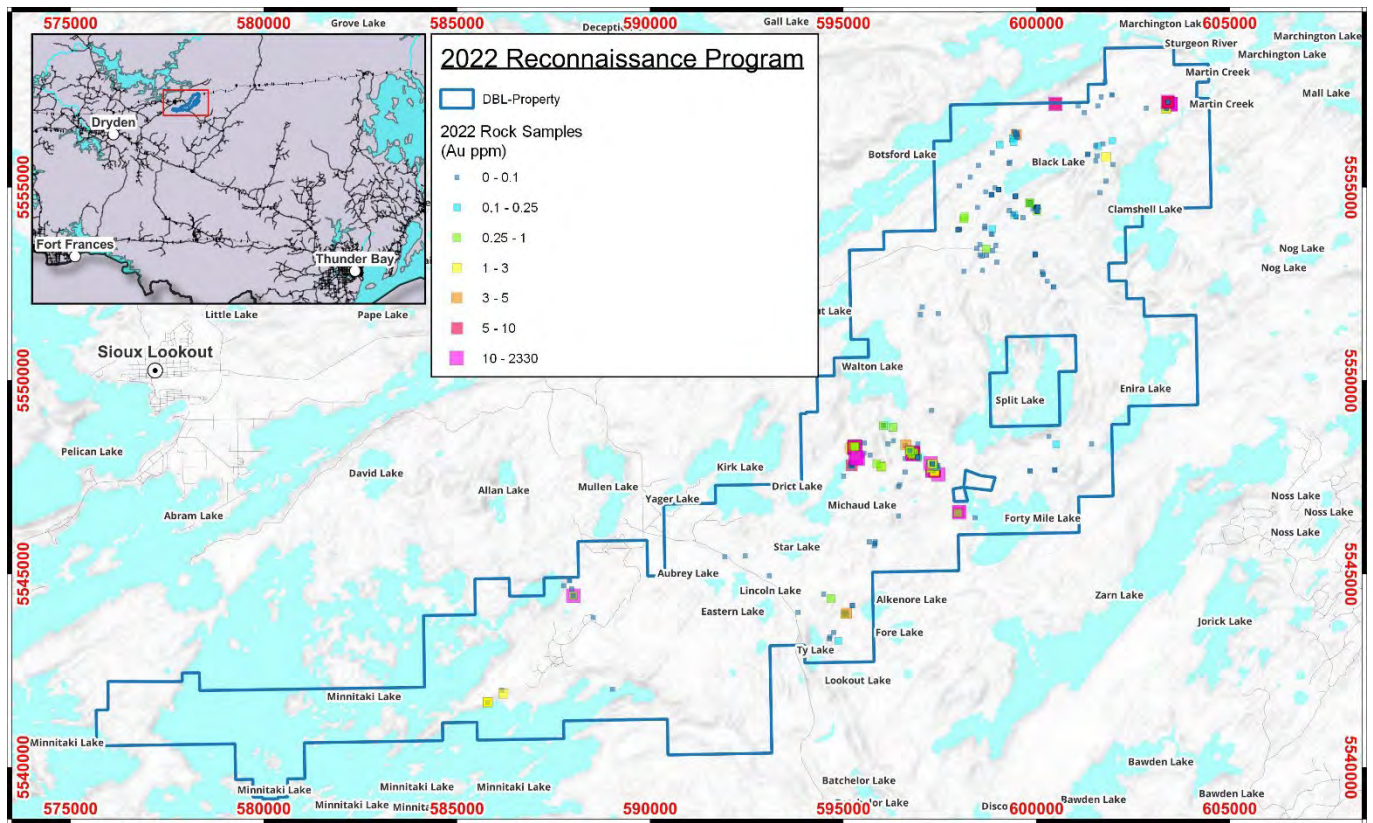 575000 580000 585000 590000 595000 600000 605000
Grove Lake
Gall Lake
Marchington Lak
Marchington Lake
Sturgeon River
Marchington Lake
Martin Creek
Mall Lake
Martin Creek
Dryden
Fort Frances
Thunder Bay
2022 Reconnaissance Program
DBL-Property
2022 Rock Samples
(Au ppm)
0 - 0.1
0.1 - 0.25
0.25 - 1
1 - 3
3 - 5
5 - 10
10 - 2330
Botsford Lake
Black Lake
5555000
5555000
Clamshell Lake
Nog Lake
Nog Lake
Little Lake
Pape Lake
ut Lake
Sioux Lookout
Walton Lake
Enira Lake
5550000
5550000
Split Lake
Pelican Lake
David Lake
Kirk Lake
Allan Lake
Mullen Lake
Drict Lake
Yager Lake
Michaud Lake
Noss Lake
Noss Lake
Abram Lake
Forty Mile Lake
Noss Lake
Star Lake
5545000
5545000
Aubrey Lake
Lincoln Lake
Alkenore Lake
Zarn Lake
Eastern Lake
Jorick Lake
Fore Lake
Ty Lake
Lookout Lake
Minnitaki Lake
Minnitaki Lake
5540000
5540000
Bawden Lake
Batchelor Lake
Minnitaki Lake
Minnitaki Lake
Minnitaki Lake
Bawden Lake
Bawden Lake
Minnitaki Lake
elor Lake
Disco
575000 580000 585000 590000 595000 600000 605000